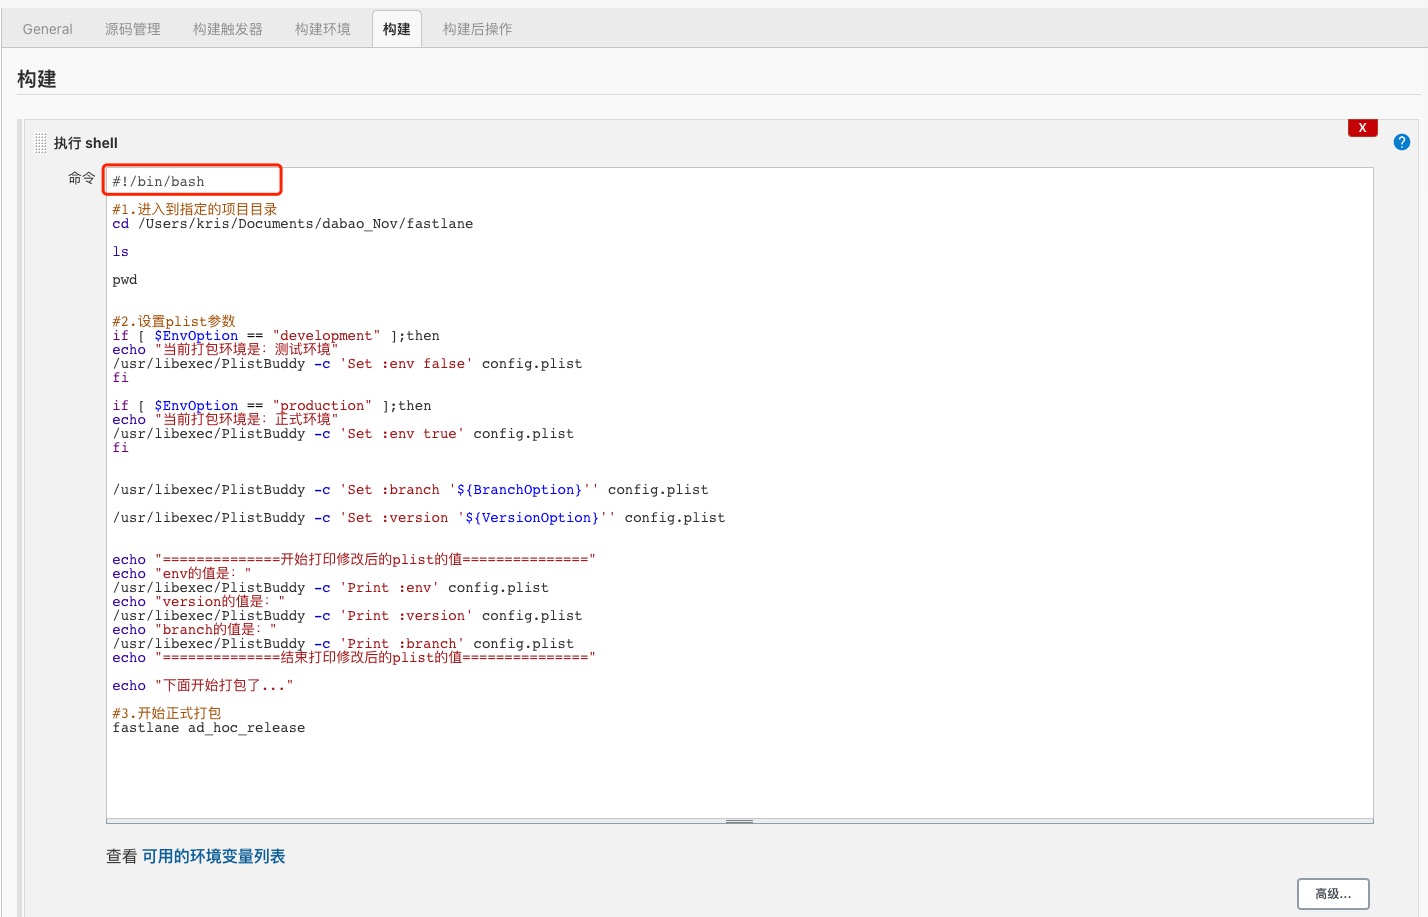 General 源码管理 构建触发器 构建环境 构建 构建后操作
构建
执行 shell
X
?
命令
#!/bin/bash
#1.进入到指定的项目目录
cd /Users/kris/Documents/dabao_Nov/fastlane
ls
pwd
#2.设置plist参数
if [ $EnvOption == "development" ];then
echo "当前打包环境是：测试环境"
/usr/libexec/PlistBuddy -c 'Set :env false' config.plist
fi
if [ $EnvOption == "production" ];then
echo "当前打包环境是：正式环境"
/usr/libexec/PlistBuddy -c 'Set :env true' config.plist
fi
/usr/libexec/PlistBuddy -c 'Set :branch '${BranchOption}'' config.plist
/usr/libexec/PlistBuddy -c 'Set :version '${VersionOption}'' config.plist
echo "==============开始打印修改后的plist的值==============="
echo "env的值是："
/usr/libexec/PlistBuddy -c 'Print :env' config.plist
echo "version的值是："
/usr/libexec/PlistBuddy -c 'Print :version' config.plist
echo "branch的值是："
/usr/libexec/PlistBuddy -c 'Print :branch' config.plist
echo "==============结束打印修改后的plist的值==============="
echo "下面开始打包了..."
#3.开始正式打包
fastlane ad_hoc_release
查看 可用的环境变量列表
高级...